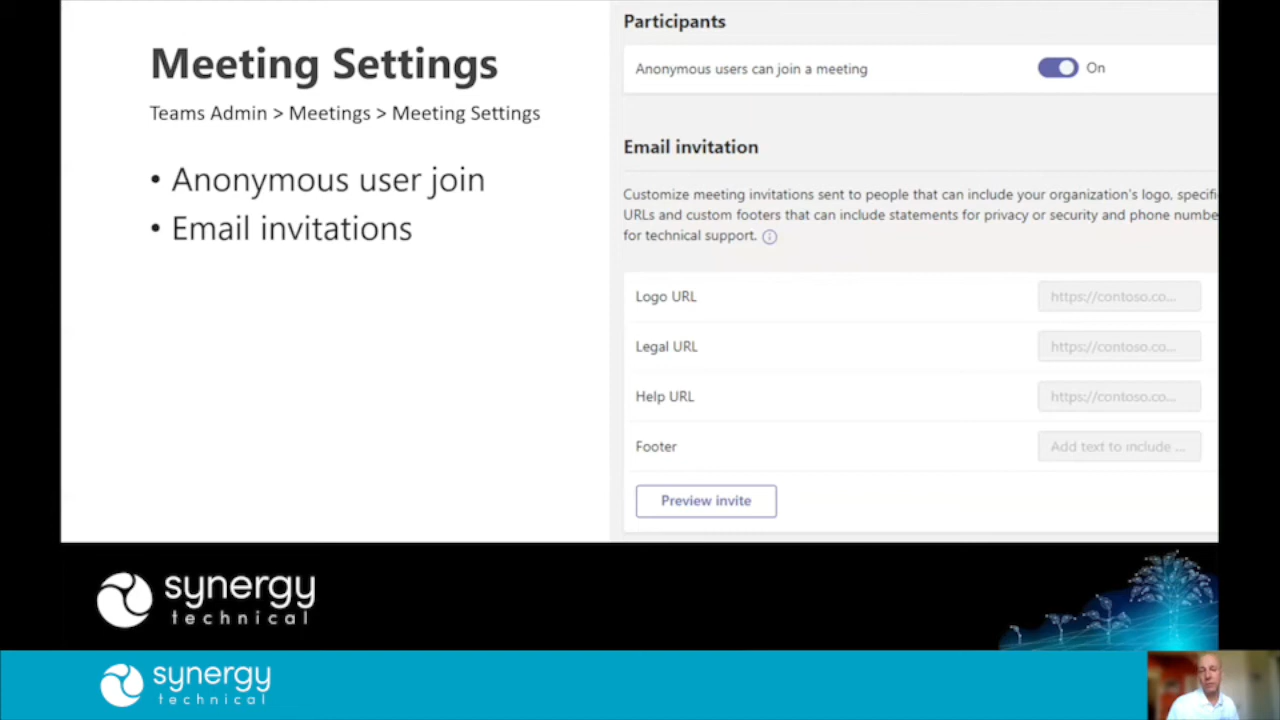 Meeting Settings
Teams Admin > Meetings > Meeting Settings
• Anonymous user join
• Email invitations
Participants
Anonymous users can join a meeting
On
Email invitation
Customize meeting invitations sent to people that can include your organization's logo, specifi
URLs and custom footers that can include statements for privacy or security and phone numbe
for technical support.
Logo URL
https://contoso.co...
Legal URL
https://contoso.co...
Help URL
https://contoso.co...
Footer
Add text to include ...
Preview invite
synergy
technical
synergy
technical